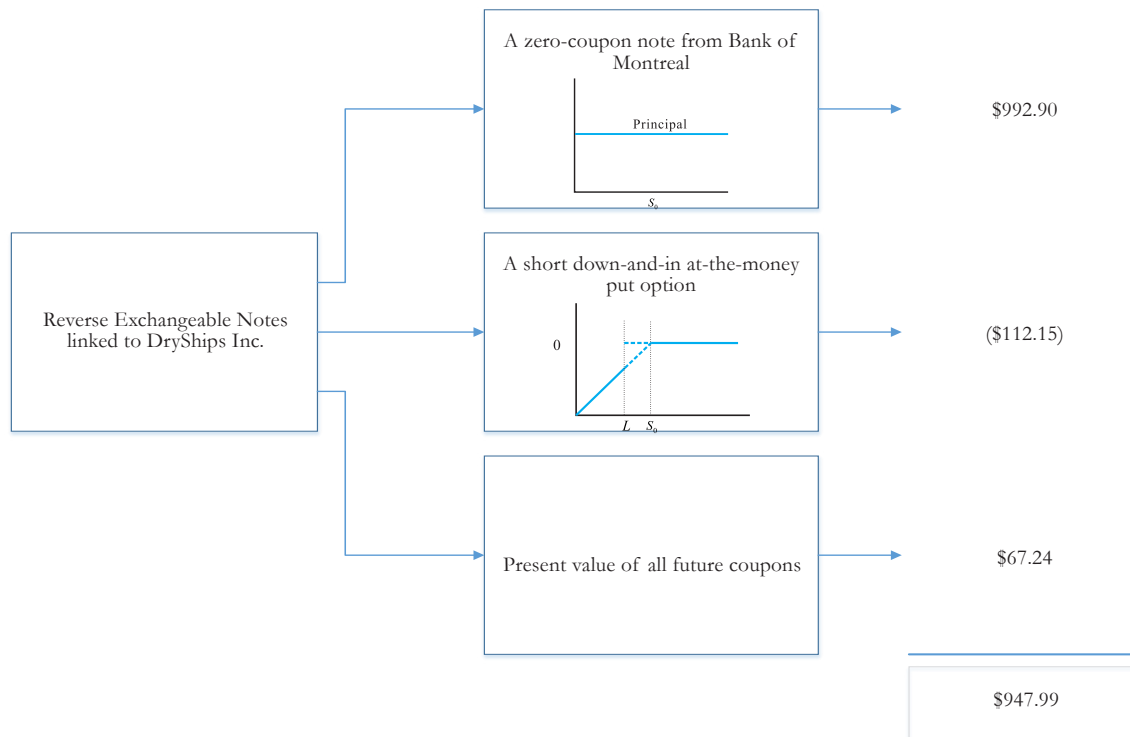 A zero-coupon note from Bank of
Montreal
Principal
S₀
$992.90
Reverse Exchangeable Notes
linked to DryShips Inc.
A short down-and-in at-the-money
put option
0
L S₀
($112.15)
Present value of all future coupons
$67.24
$947.99